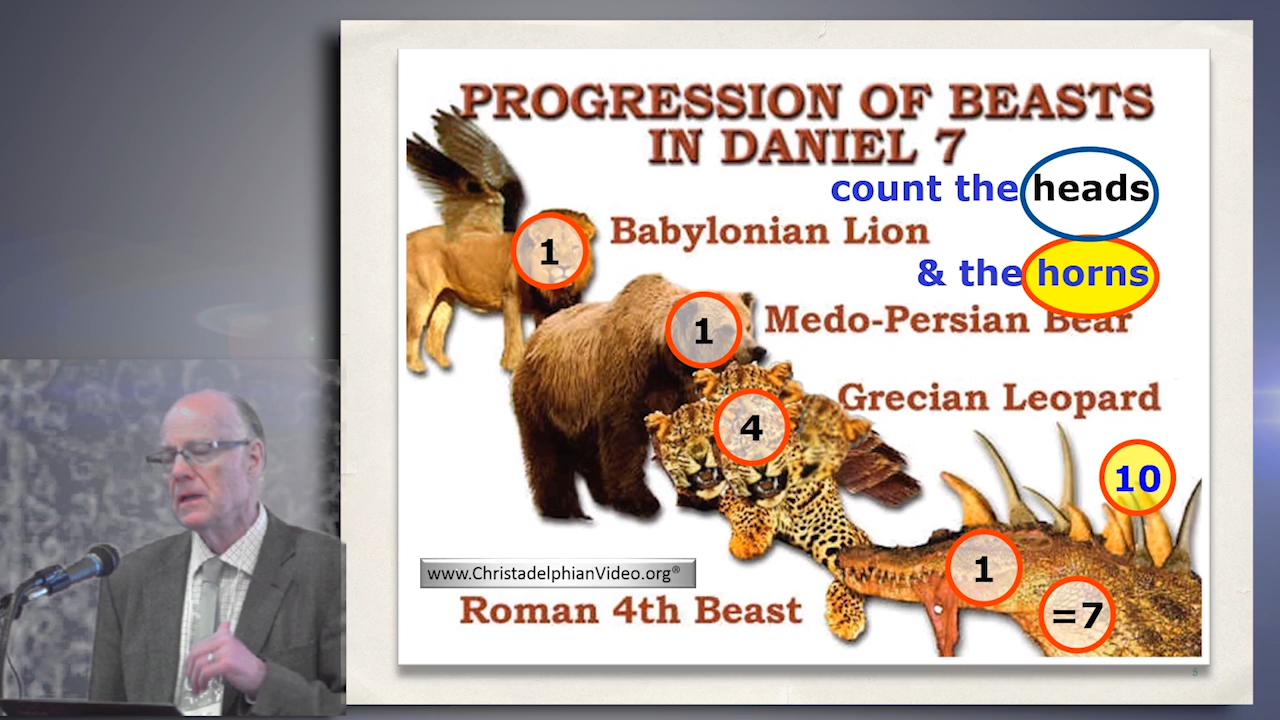 PROGRESSION OF BEASTS
IN DANIEL 7
count the heads
1
Babylonian Lion
& the horns
1
Medo-Persian Bear
Grecian Leopard
4
10
1
www.ChristadelphianVideo.org®
Roman 4th Beast
=7
5